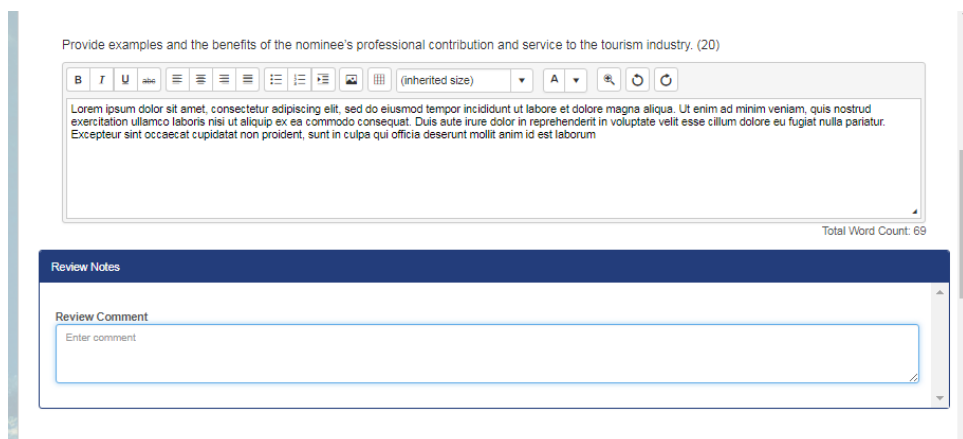 Provide examples and the benefits of the nominee's professional contribution and service to the tourism industry. (20)
B I U abc (inherited size) A
Lorem ipsum dolor sit amet, consectetur adipiscing elit, sed do eiusmod tempor incididunt ut labore et dolore magna aliqua. Ut enim ad minim veniam, quis nostrud
exercitation ullamco laboris nisi ut aliquip ex ea commodo consequat. Duis aute irure dolor in reprehenderit in voluptate velit esse cillum dolore eu fugiat nulla pariatur.
Excepteur sint occaecat cupidatat non proident, sunt in culpa qui officia deserunt mollit anim id est laborum
Total Word Count: 69
Review Notes
Review Comment
Enter comment